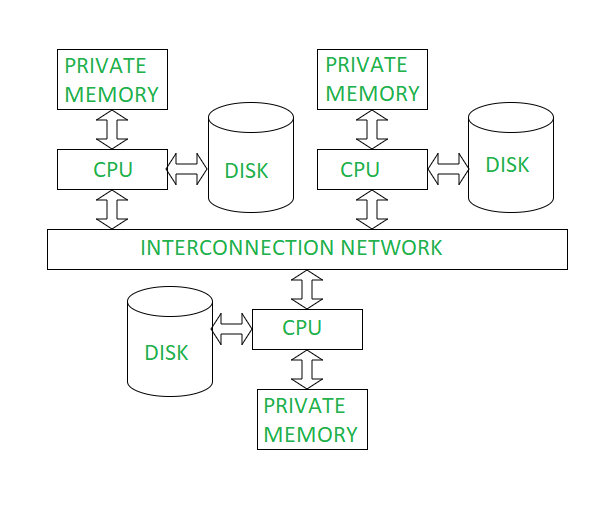 PRIVATE
MEMORY
PRIVATE
MEMORY
CPU
DISK
CPU
DISK
INTERCONNECTION NETWORK
DISK
CPU
PRIVATE
MEMORY